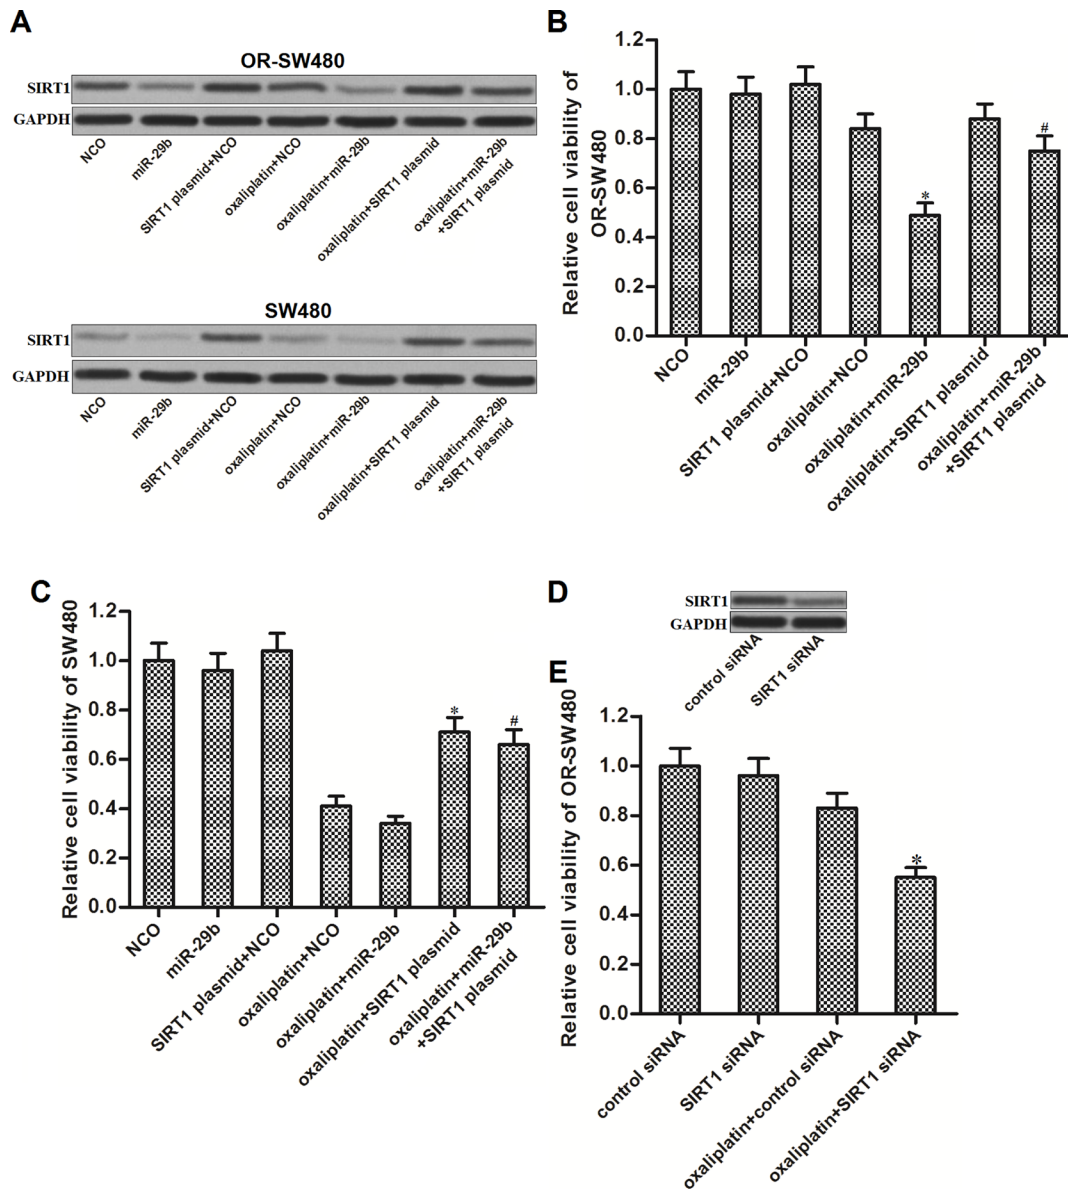 A
OR-SW480
SIRT1
GAPDH
NCO
miR-29b
SIRT1 plasmid+NCO
oxaliplatin+NCO
oxaliplatin+miR-29b
oxaliplatin+SIRT1 plasmid
oxaliplatin+miR-29b
+SIRT1 plasmid
SW480
SIRT1
GAPDH
NCO
miR-29b
SIRT1 plasmid+NCO
oxaliplatin+NCO
oxaliplatin+miR-29b
oxaliplatin+SIRT1 plasmid
oxaliplatin+miR-29b
+SIRT1 plasmid
B
Relative cell viability of
OR-SW480
1.2
1.0
0.8
0.6
0.4
0.2
0.0
*
#
NCO
miR-29b
SIRT1 plasmid+NCO
oxaliplatin+NCO
oxaliplatin+miR-29b
oxaliplatin+SIRT1 plasmid
oxaliplatin+miR-29b
+SIRT1 plasmid
C
Relative cell viability of SW480
1.2
1.0
0.8
0.6
0.4
0.2
0.0
*
#
NCO
miR-29b
SIRT1 plasmid+NCO
oxaliplatin+NCO
oxaliplatin+miR-29b
oxaliplatin+SIRT1 plasmid
oxaliplatin+miR-29b
+SIRT1 plasmid
D
SIRT1
GAPDH
control siRNA
SIRT1 siRNA
E
Relative cell viability of OR-SW480
1.2
1.0
0.8
0.6
0.4
0.2
0.0
*
control siRNA
SIRT1 siRNA
oxaliplatin+control siRNA
oxaliplatin+SIRT1 siRNA